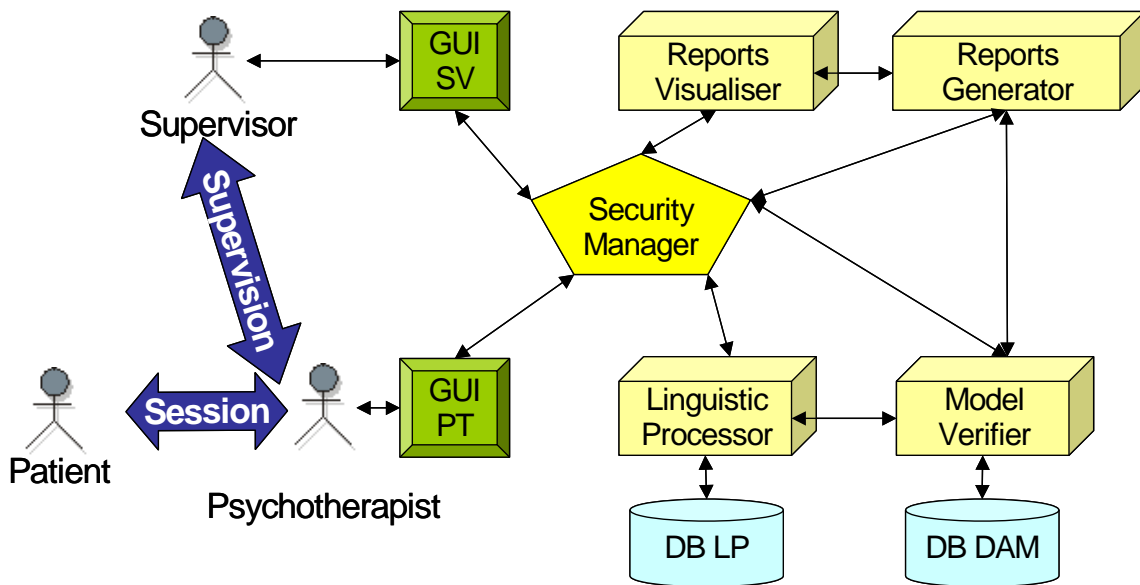 GUI
SV
Reports
Visualiser
Reports
Generator
Supervisor
Supervision
Security
Manager
Session
GUI
PT
Linguistic
Processor
Model
Verifier
Patient
Psychotherapist
DB LP
DB DAM